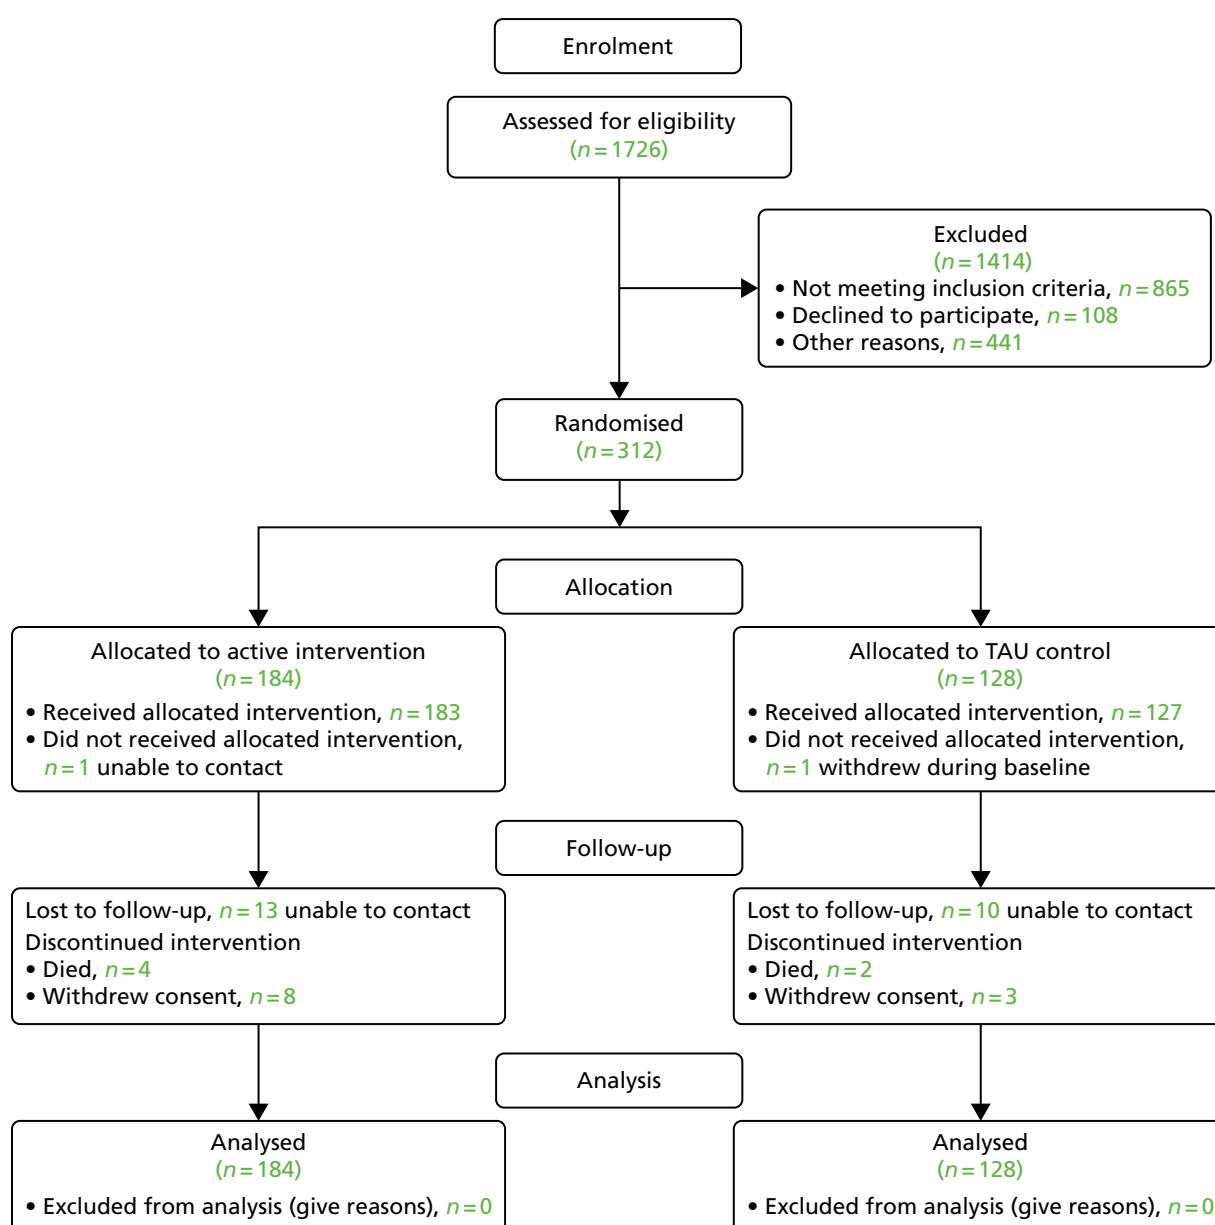 Enrolment
Assessed for eligibility
(n=1726)
Excluded
(n=1414)
• Not meeting inclusion criteria, n=865
• Declined to participate, n=108
• Other reasons, n=441
Randomised
(n=312)
Allocation
Allocated to active intervention
(n=184)
• Received allocated intervention, n=183
• Did not received allocated intervention,
n=1 unable to contact
Allocated to TAU control
(n=128)
• Received allocated intervention, n=127
• Did not received allocated intervention,
n=1 withdrew during baseline
Follow-up
Lost to follow-up, n=13 unable to contact
Discontinued intervention
• Died, n=4
• Withdrew consent, n=8
Lost to follow-up, n=10 unable to contact
Discontinued intervention
• Died, n=2
• Withdrew consent, n=3
Analysis
Analysed
(n=184)
• Excluded from analysis (give reasons), n=0
Analysed
(n=128)
• Excluded from analysis (give reasons), n=0